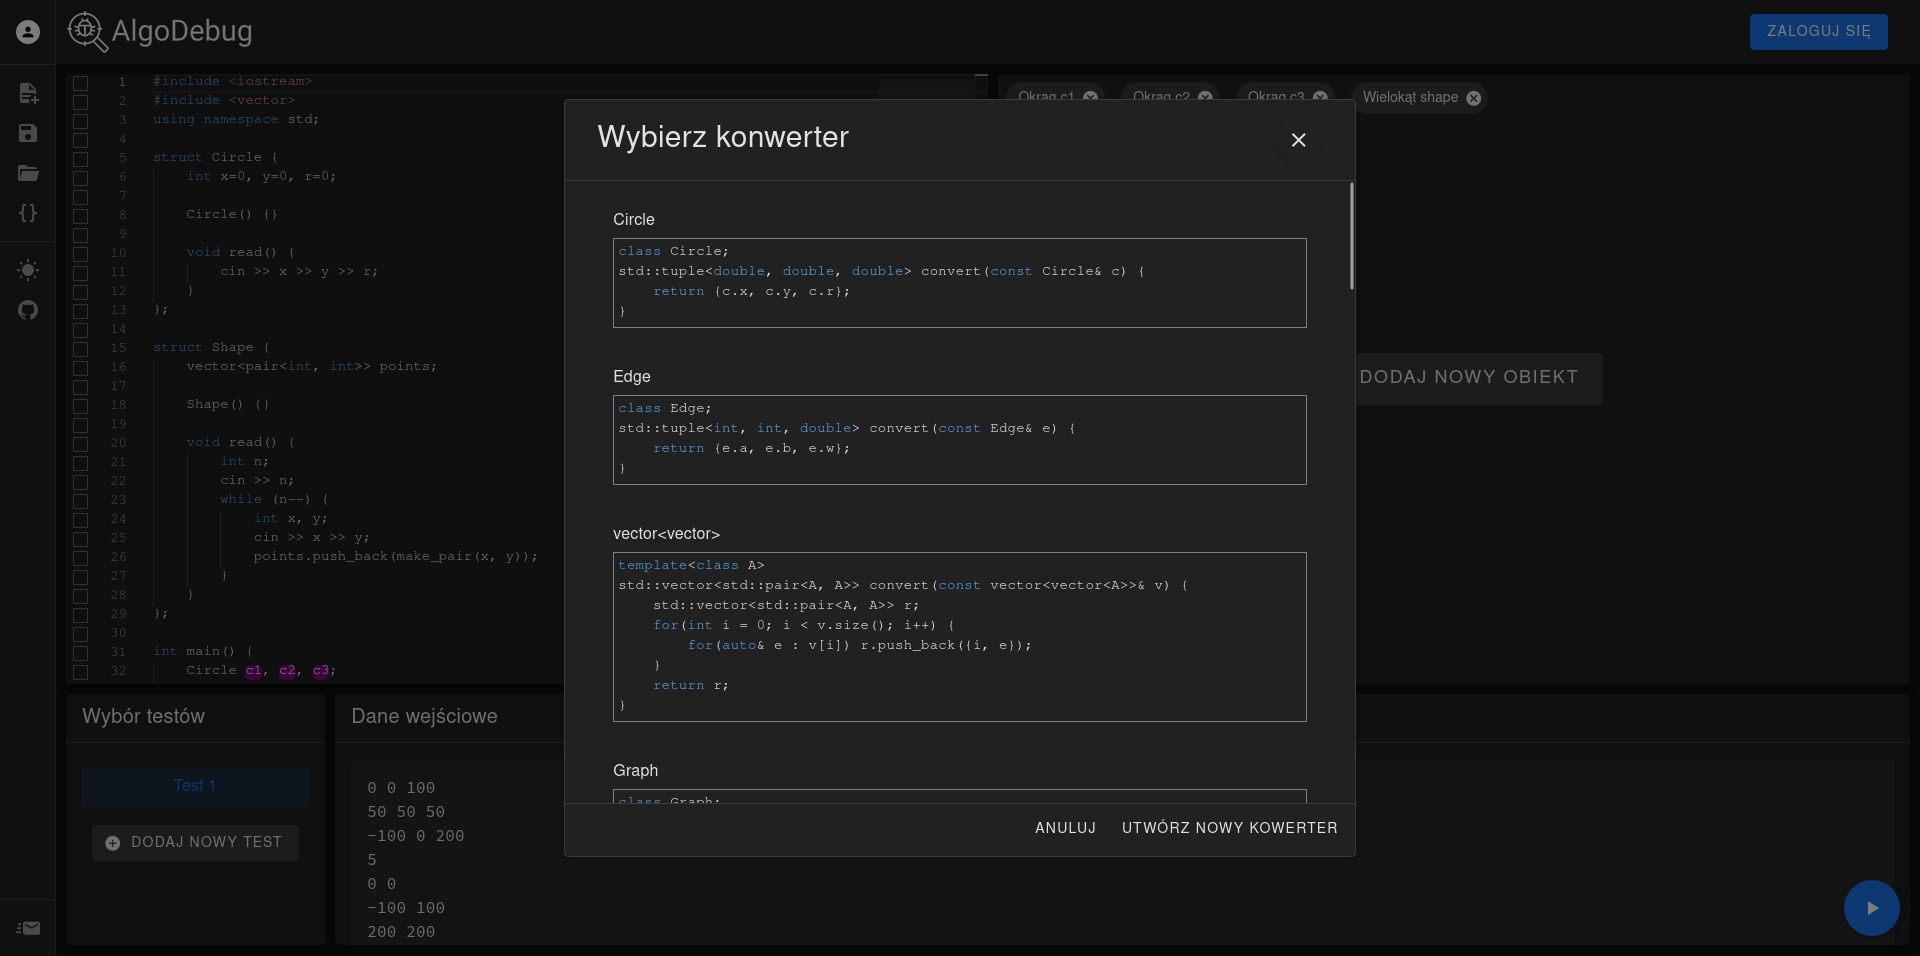 AlgoDebug
ZALOGUJ SIĘ
1 #include <iostream>
2 #include <vector>
3 using namespace std;
4
5 struct Circle {
6 int x=0, y=0, r=0;
7
8 Circle() {}
9
10 void read() {
11 cin >> x >> y >> r;
12 }
13 };
14
15 struct Shape {
16 vector<pair<int, int>> points;
17
18 Shape() {}
19
20 void read() {
21 int n;
22 cin >> n;
23 while (n--) {
24 int x, y;
25 cin >> x >> y;
26 points.push_back(make_pair(x, y));
27 }
28 }
29 };
30
31 int main() {
32 Circle c1, c2, c3;
Okrąg c1
Okrąg c2
Okrąg c3
Wielokąt shape
DODAJ NOWY OBIEKT
Wybierz konwerter
Circle
class Circle;
std::tuple<double, double, double> convert(const Circle& c) {
return {c.x, c.y, c.r};
}
Edge
class Edge;
std::tuple<int, int, double> convert(const Edge& e) {
return {e.a, e.b, e.w};
}
vector<vector>
template<class A>
std::vector<std::pair<A, A>> convert(const vector<vector<A>>& v) {
std::vector<std::pair<A, A>> r;
for(int i = 0; i < v.size(); i++) {
for(auto& e : v[i]) r.push_back({i, e});
}
return r;
}
Graph
class Graph;
ANULUJ
UTWÓRZ NOWY KOWERTER
Wybór testów
Test 1
DODAJ NOWY TEST
Dane wejściowe
0 0 100
50 50 50
-100 0 200
5
0 0
-100 100
200 200